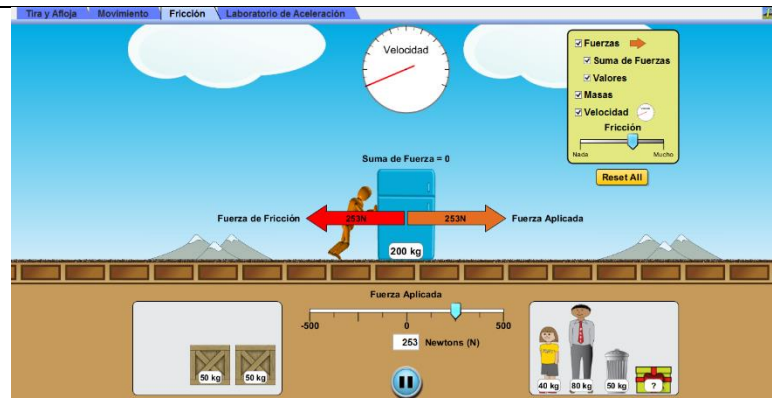 Tira y Afloja Movimiento Fricción Laboratorio de Aceleración
Velocidad
Fuerzas
Suma de Fuerzas
Valores
Masas
Velocidad
Fricción
Nada Mucho
Reset All
Suma de Fuerza = 0
Fuerza de Fricción 253N 253N Fuerza Aplicada
200 kg
Fuerza Aplicada
-500 0 500
253 Newtons (N)
50 kg 50 kg
40 kg 80 kg 50 kg ?